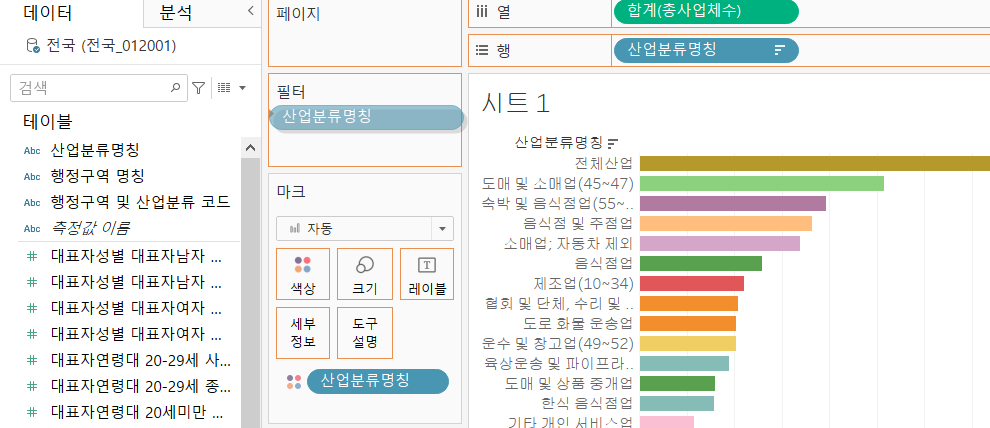 데이터
분석
전국 (전국_012001)
검색
테이블
Abc 산업분류명칭
Abc 행정구역 명칭
Abc 행정구역 및 산업분류 코드
Abc 측정값 이름
# 대표자성별 대표자남자 ...
# 대표자성별 대표자남자 ...
# 대표자성별 대표자여자 ...
# 대표자성별 대표자여자 ...
# 대표자연령대 20-29세 사...
# 대표자연령대 20-29세 종...
# 대표자연령대 20세미만 ...
페이지
필터
산업분류명칭
마크
자동
색상
크기
T
레이블
세부
정보
도구
설명
산업분류명칭
열
합계(총사업체수)
행
산업분류명칭
시트 1
산업분류명칭
전체산업
도매 및 소매업(45~47)
숙박 및 음식점업(55~..
음식점 및 주점업
소매업; 자동차 제외
음식점업
제조업(10~34)
협회 및 단체, 수리 및 ..
도로 화물 운송업
운수 및 창고업(49~52)
육상운송 및 파이프라..
도매 및 상품 중개업
한식 음식점업
기타 개인 서비스업